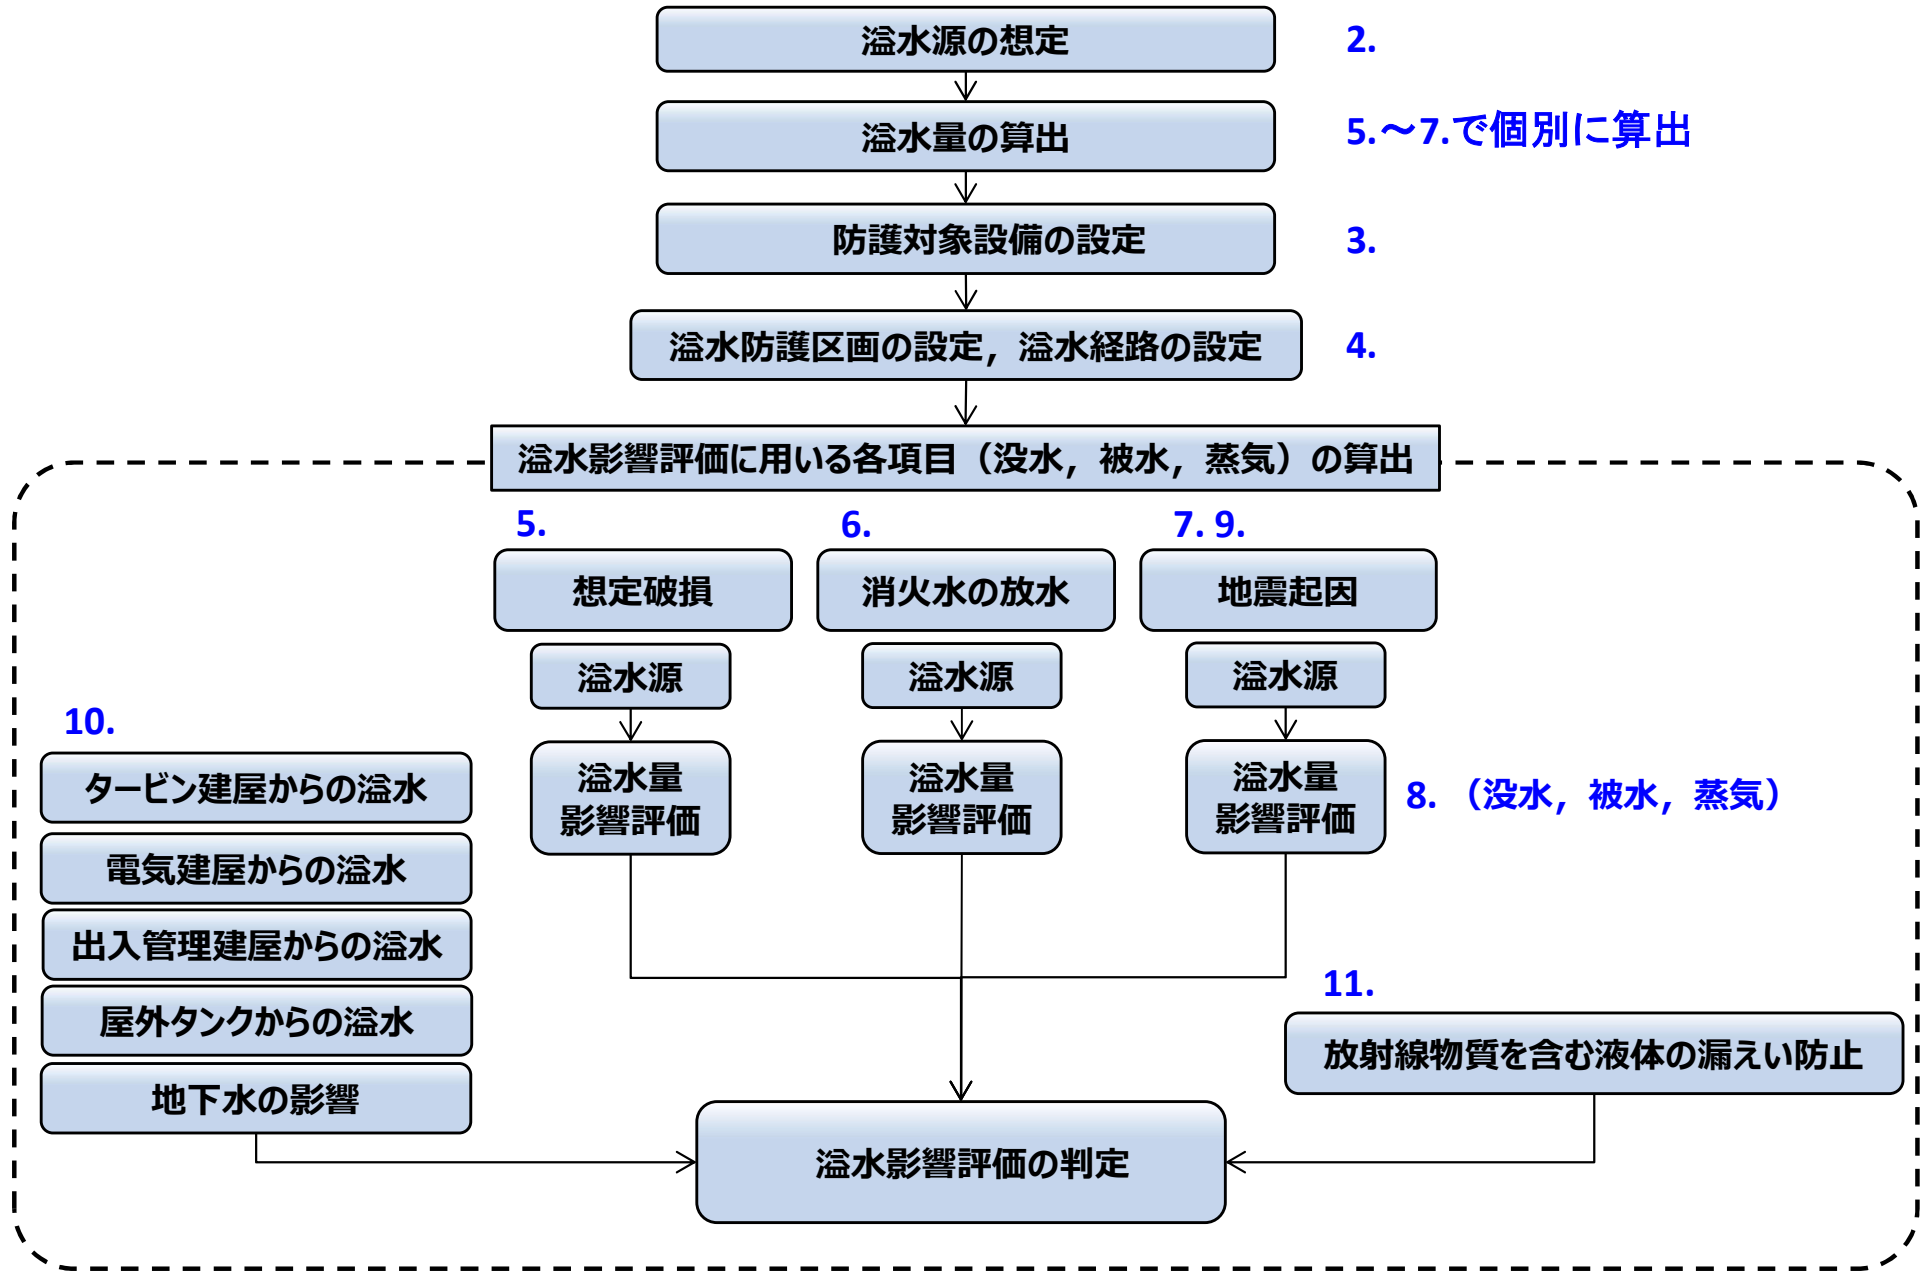 溢水源の想定
2.
溢水量の算出
5.～7.で個別に算出
防護対象設備の設定
3.
溢水防護区画の設定，溢水経路の設定
4.
溢水影響評価に用いる各項目（没水，被水，蒸気）の算出
5.
6.
7. 9.
想定破損
消火水の放水
地震起因
溢水源
溢水源
溢水源
溢水量
影響評価
溢水量
影響評価
溢水量
影響評価
8. （没水，被水，蒸気）
10.
タービン建屋からの溢水
電気建屋からの溢水
出入管理建屋からの溢水
屋外タンクからの溢水
地下水の影響
11.
放射線物質を含む液体の漏えい防止
溢水影響評価の判定